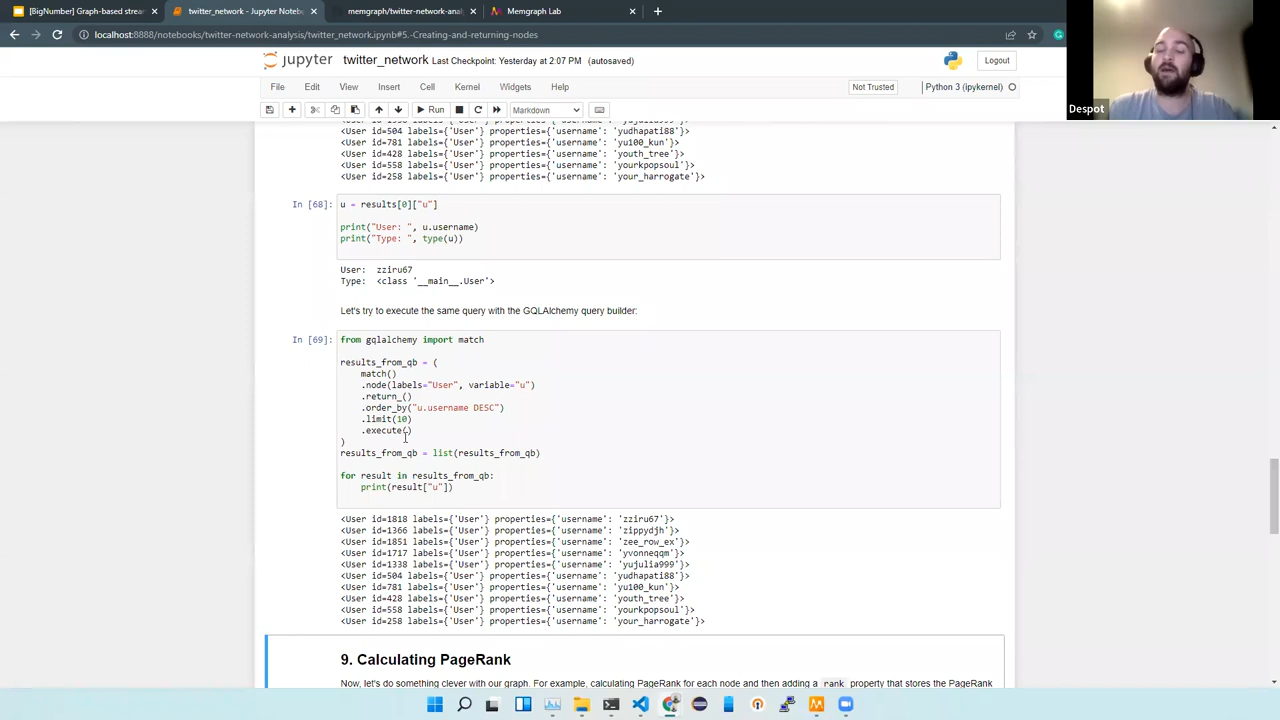 [BigNumber] Graph-based strea
twitter_network - Jupyter Notebo
memgraph/twitter-network-anal
Memgraph Lab
localhost:8888/notebooks/twitter-network-analysis/twitter_network.ipynb#5.-Creating-and-returning-nodes
jupyter twitter_network Last Checkpoint: Yesterday at 2:07 PM (autosaved)
Logout
Despot
File Edit View Insert Cell Kernel Widgets Help
Not Trusted
Python 3 (ipykernel)
Run
Markdown
<User id=504 labels={'User'} properties={'username': 'yudhapati88'}>
<User id=781 labels={'User'} properties={'username': 'yu100_kun'}>
<User id=428 labels={'User'} properties={'username': 'youth_tree'}>
<User id=558 labels={'User'} properties={'username': 'yourkpopsoul'}>
<User id=258 labels={'User'} properties={'username': 'your_harrogate'}>
In [68]:
u = results[0]["u"]
print("User: ", u.username)
print("Type: ", type(u))
User: zziru67
Type: <class '__main__.User'>
Let's try to execute the same query with the GQLAlchemy query builder:
In [69]:
from gqlalchemy import match
results_from_qb = (
match()
.node(labels="User", variable="u")
.return_()
.order_by("u.username DESC")
.limit(10)
.execute()
)
results_from_qb = list(results_from_qb)
for result in results_from_qb:
print(result["u"])
<User id=1818 labels={'User'} properties={'username': 'zziru67'}>
<User id=1366 labels={'User'} properties={'username': 'zippydjh'}>
<User id=1851 labels={'User'} properties={'username': 'zee_row_ex'}>
<User id=1717 labels={'User'} properties={'username': 'yvonneqqm'}>
<User id=1338 labels={'User'} properties={'username': 'yujulia999'}>
<User id=504 labels={'User'} properties={'username': 'yudhapati88'}>
<User id=781 labels={'User'} properties={'username': 'yu100_kun'}>
<User id=428 labels={'User'} properties={'username': 'youth_tree'}>
<User id=558 labels={'User'} properties={'username': 'yourkpopsoul'}>
<User id=258 labels={'User'} properties={'username': 'your_harrogate'}>
9. Calculating PageRank
Now, let's do something clever with our graph. For example, calculating PageRank for each node and then adding a rank property that stores the PageRank